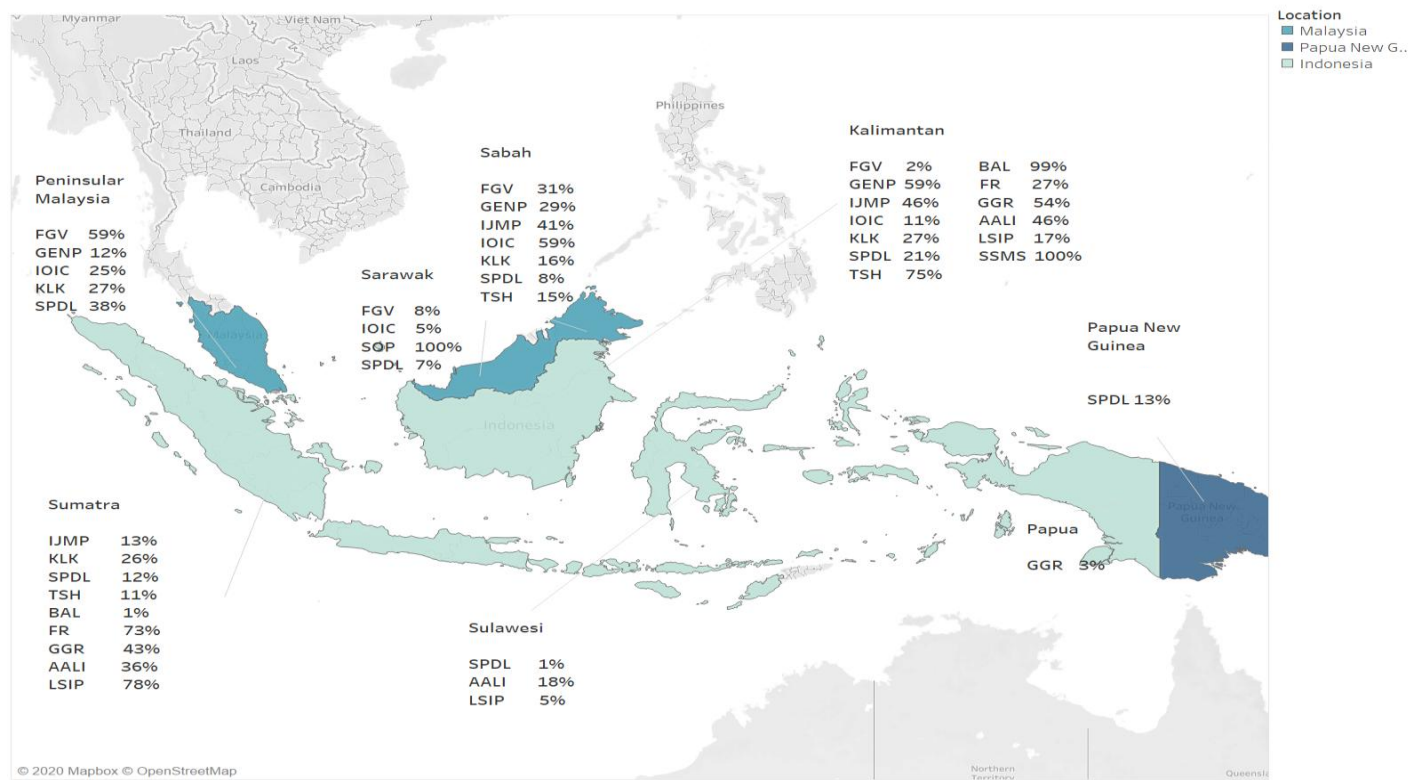 Location
Malaysia
Papua New G..
Indonesia
Myanmar
Viet Nam
Laos
Thailand
Cambodia
Philippines
Peninsular
Malaysia
FGV 59%
GENP 12%
IOIC 25%
KLK 27%
SPDL 38%
Sarawak
FGV 8%
IOIC 5%
SOP 100%
SPDL 7%
Sabah
FGV 31%
GENP 29%
IJMP 41%
IOIC 59%
KLK 16%
SPDL 8%
TSH 15%
Kalimantan
FGV 2% BAL 99%
GENP 59% FR 27%
IJMP 46% GGR 54%
IOIC 11% AALI 46%
KLK 27% LSIP 17%
SPDL 21% SSMS 100%
TSH 75%
Papua New
Guinea
SPDL 13%
Malaysia
Indonesia
Papua New
Guinea
Sumatra
IJMP 13%
KLK 26%
SPDL 12%
TSH 11%
BAL 1%
FR 73%
GGR 43%
AALI 36%
LSIP 78%
Sulawesi
SPDL 1%
AALI 18%
LSIP 5%
Papua
GGR 3%
© 2020 Mapbox © OpenStreetMap
Northern
Territory